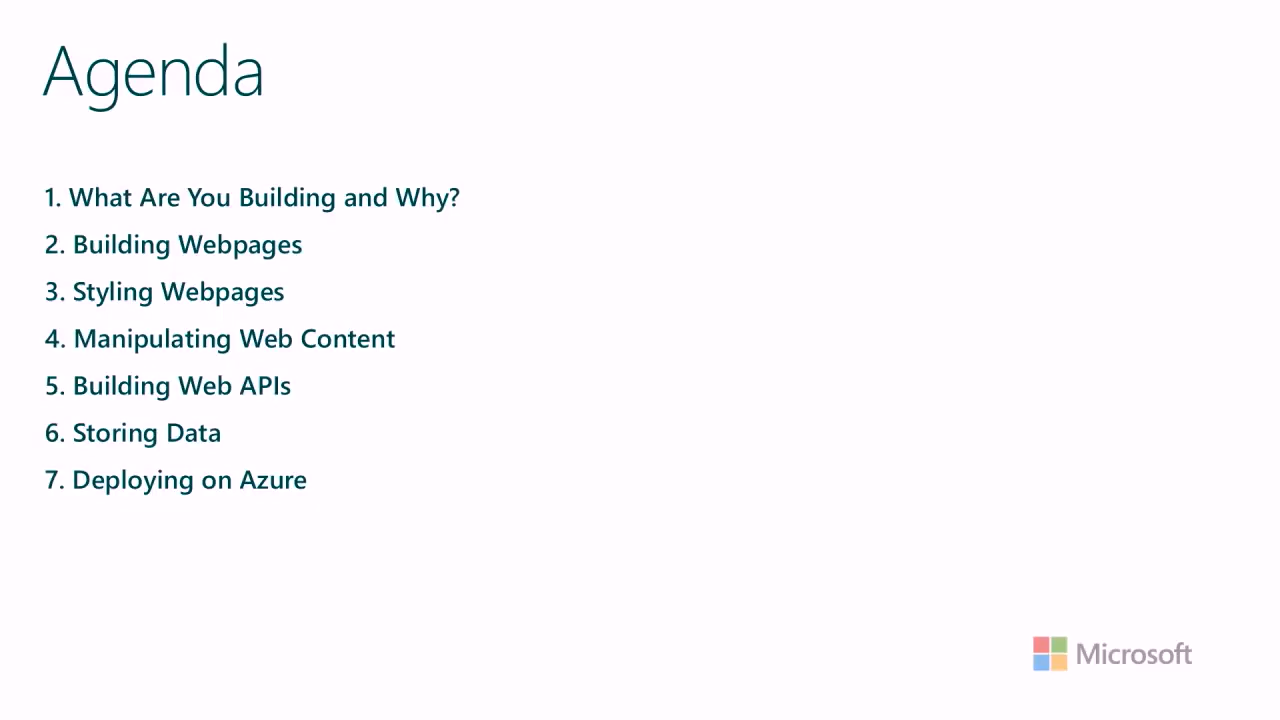 Agenda
1. What Are You Building and Why?
2. Building Webpages
3. Styling Webpages
4. Manipulating Web Content
5. Building Web APIs
6. Storing Data
7. Deploying on Azure
Microsoft